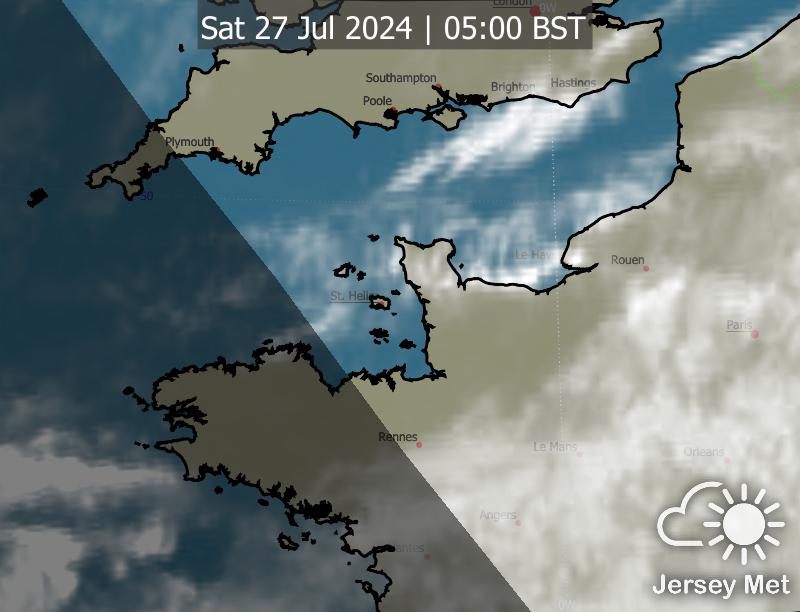 London
0W
Sat 27 Jul 2024 | 05:00 BST
Southampton
Brighton
Hastings
Poole
Plymouth
50
Le Hav
Rouen
St. Helier
Paris
Rennes
Le Mans
Orleans
Angers
Nantes
Jersey Met
0W